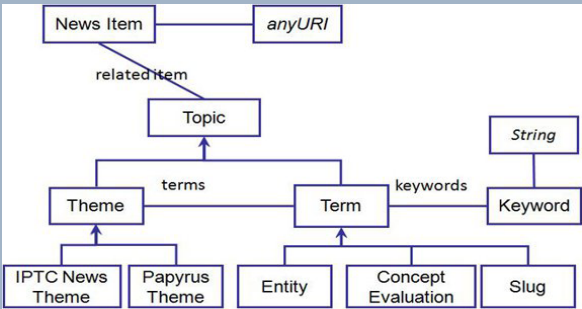 News Item
anyURI
related item
Topic
String
terms
keywords
Theme
Term
Keyword
IPTC News
Theme
Papyrus
Theme
Entity
Concept
Evaluation
Slug